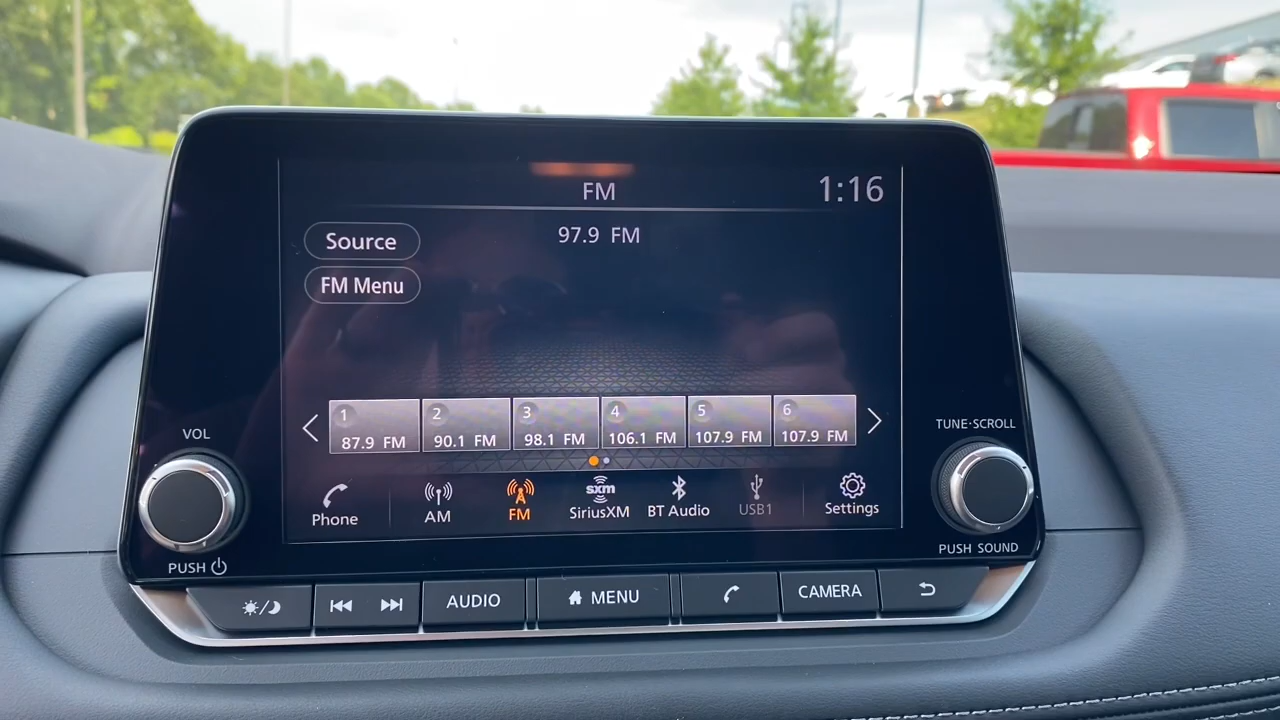 FM
1:16
97.9 FM
Source
FM Menu
1 2 3 4 5 6
87.9 FM 90.1 FM 98.1 FM 106.1 FM 107.9 FM 107.9 FM
VOL
TUNE·SCROLL
sxm
Phone AM FM SiriusXM BT Audio USB1 Settings
PUSH
PUSH SOUND
AUDIO MENU CAMERA